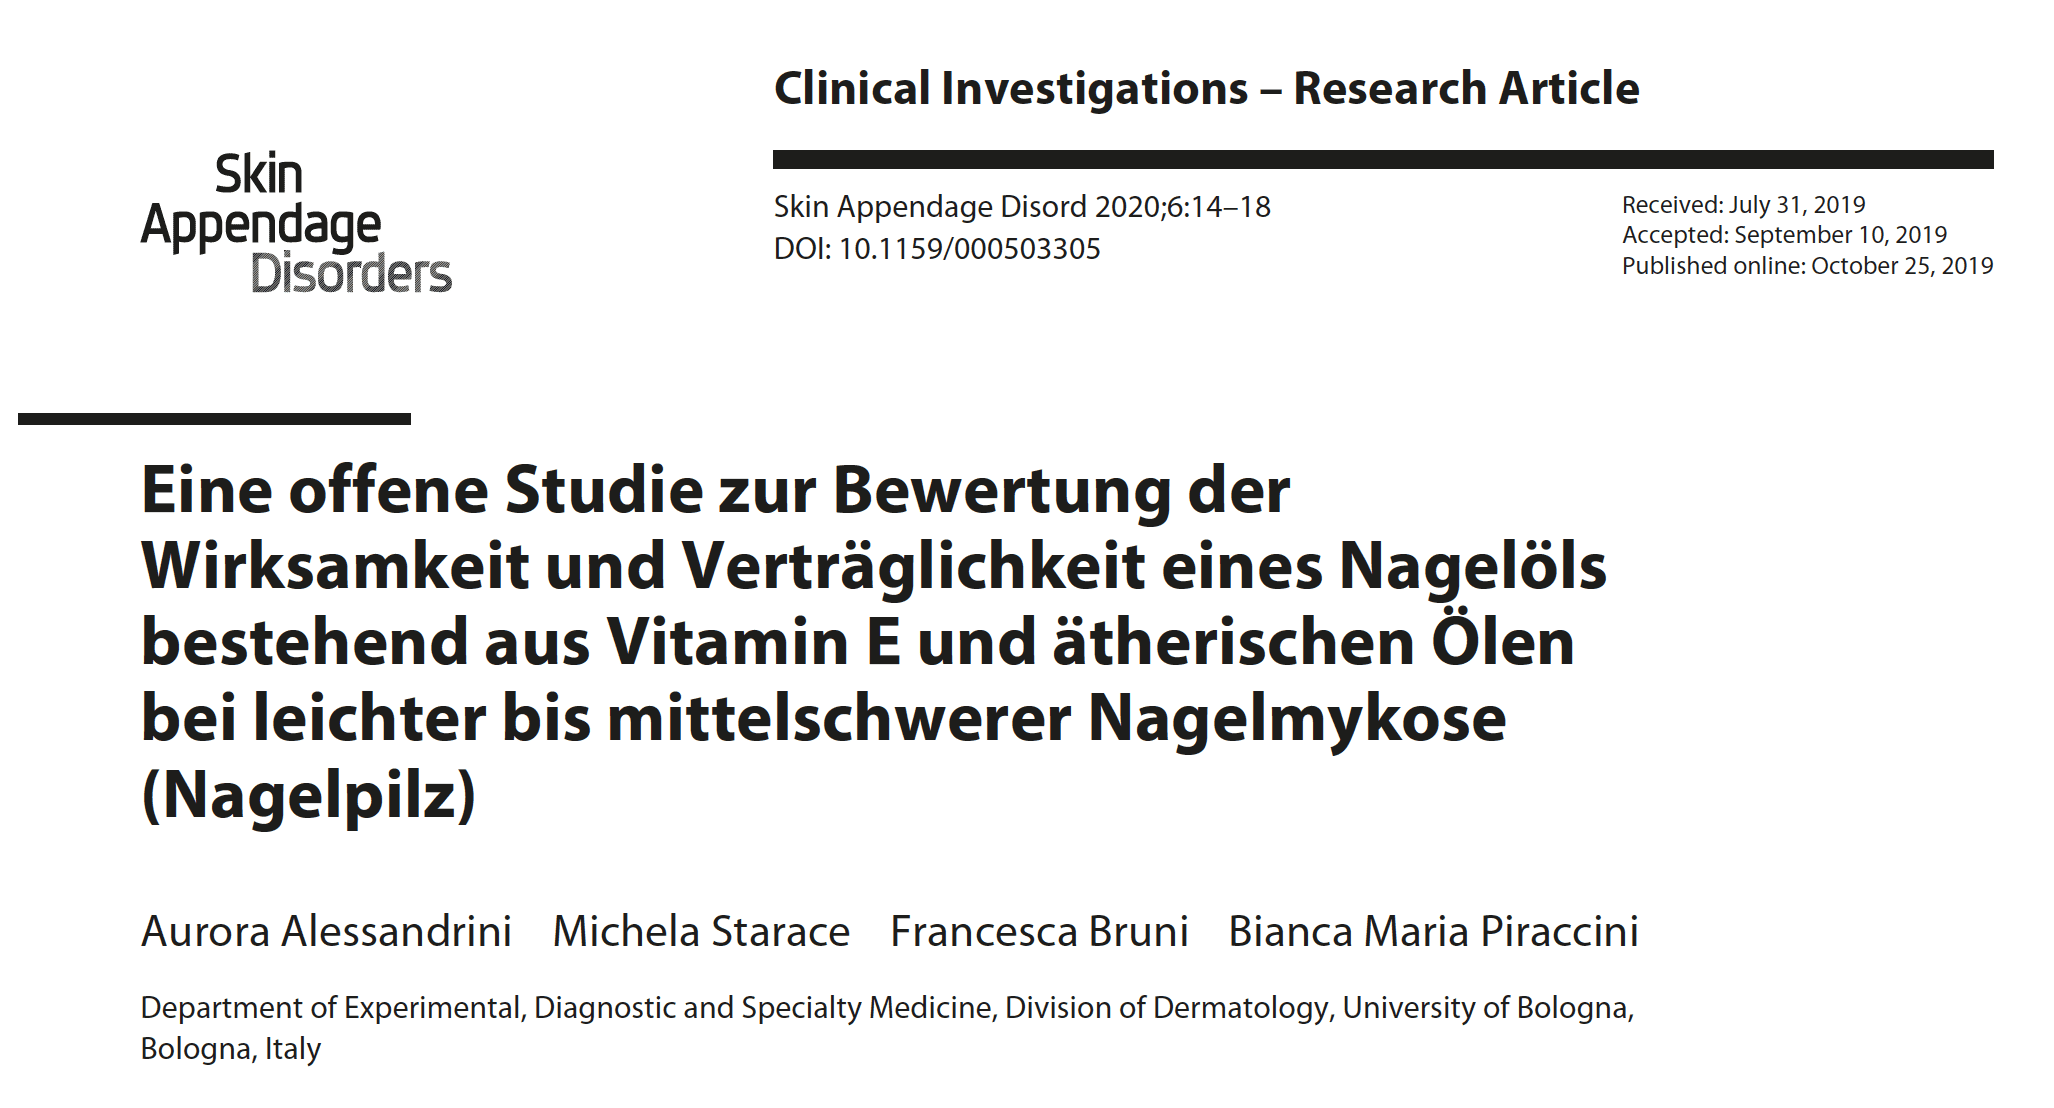 Clinical Investigations – Research Article
Skin
Appendage
Disorders
Skin Appendage Disord 2020;6:14–18
DOI: 10.1159/000503305
Received: July 31, 2019
Accepted: September 10, 2019
Published online: October 25, 2019
Eine offene Studie zur Bewertung der
Wirksamkeit und Verträglichkeit eines Nagelöls
bestehend aus Vitamin E und ätherischen Ölen
bei leichter bis mittelschwerer Nagelmykose
(Nagelpilz)
Aurora Alessandrini Michela Starace Francesca Bruni Bianca Maria Piraccini
Department of Experimental, Diagnostic and Specialty Medicine, Division of Dermatology, University of Bologna,
Bologna, Italy